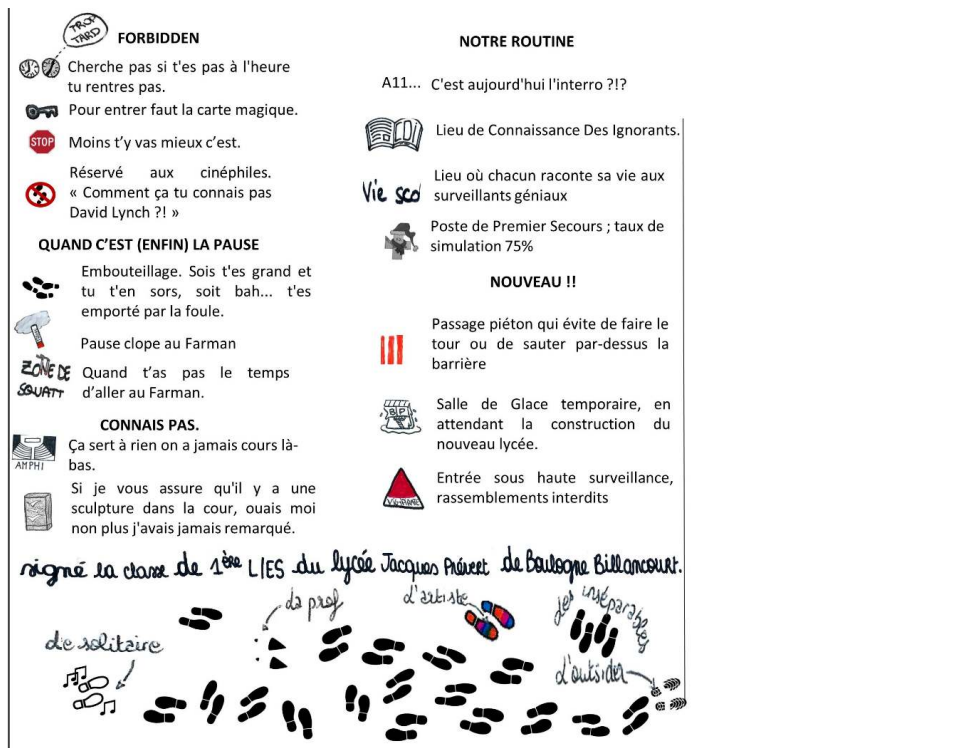 TROP
TARD
FORBIDDEN
Cherche pas si t'es pas à l'heure
tu rentres pas.
Pour entrer faut la carte magique.
STOP
Moins t’y vas mieux c’est.
Réservé aux cinéphiles.
« Comment ça tu connais pas
David Lynch ?! »
QUAND C’EST (ENFIN) LA PAUSE
Embouteillage. Sois t'es grand et
tu t'en sors, soit bah... t'es
emporté par la foule.
Pause clope au Farman
ZONE DE
SQUATT
Quand t’as pas le temps
d’aller au Farman.
CONNAIS PAS.
AMPHI
Ça sert à rien on a jamais cours là-
bas.
Si je vous assure qu'il y a une
sculpture dans la cour, ouais moi
non plus j'avais jamais remarqué.
NOTRE ROUTINE
A11... C'est aujourd'hui l'interro ?!?
CDI
Lieu de Connaissance Des Ignorants.
Vie sco
Lieu où chacun raconte sa vie aux
surveillants géniaux
Poste de Premier Secours ; taux de
simulation 75%
NOUVEAU !!
Passage piéton qui évite de faire le
tour ou de sauter par-dessus la
barrière
Salle de Glace temporaire, en
attendant la construction du
nouveau lycée.
VIGIPIRATE
Entrée sous haute surveillance,
rassemblements interdits
signé la classe de 1ère L/ES du lycée Jacques Prévert de Boulogne Billancourt.
de solitaire
da prof
d'artiste
des inséparables
d'outsider